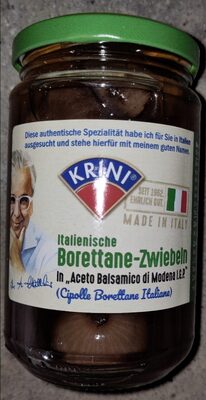 Diese authentische Spezialität habe ich für Sie in Italien
ausgesucht und stehe hierfür mit meinem guten Namen.
KRINI®
SEIT 1962
EHRLICH GUT
MADE IN ITALY
Italienische
Borettane-Zwiebeln
in „Aceto Balsamico di Modena I.G.P."
(Cipolle Borettane Italiane)